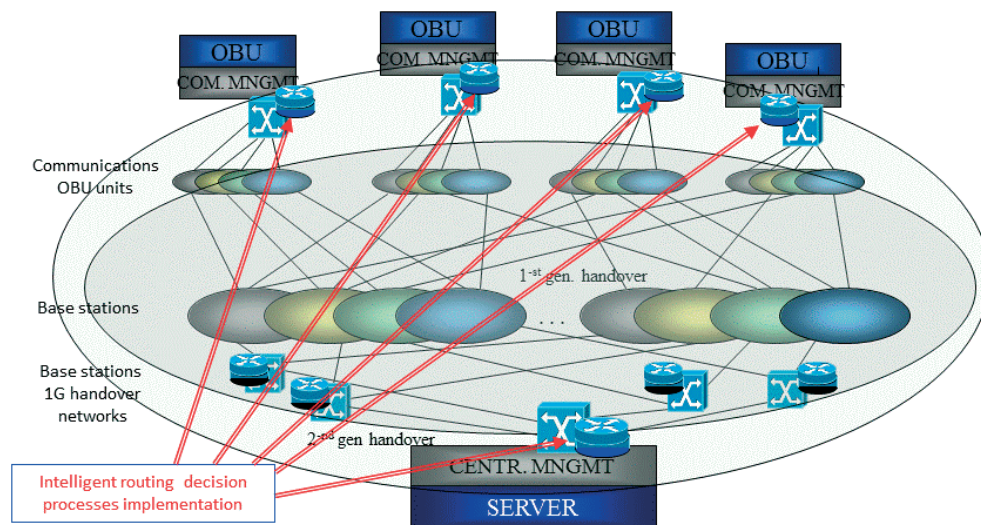 OBU
COM. MNGMT
OBU
COM. MNGMT
OBU
COM. MNGMT
OBU
COM. MNGMT
Communications
OBU units
1-st gen. handover
Base stations
. . .
Base stations
1G handover
networks
2-nd gen handover
Intelligent routing decision
processes implementation
CENTR. MNGMT
SERVER